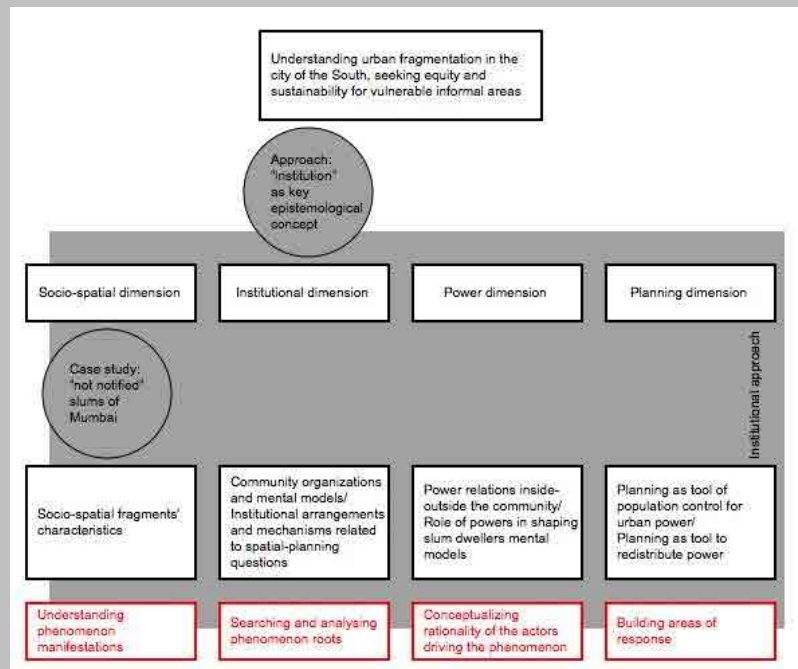 Understanding urban fragmentation in the
city of the South, seeking equity and
sustainability for vulnerable informal areas
Approach:
"institution"
as key
epistemological
concept
Socio-spatial dimension
Institutional dimension
Power dimension
Planning dimension
Case study:
"not notified"
slums of
Mumbai
Institutional approach
Socio-spatial fragments'
characteristics
Community organizations
and mental models/
Institutional arrangements
and mechanisms related
to spatial-planning
questions
Power relations inside-
outside the community/
Role of powers in shaping
slum dwellers mental
models
Planning as tool of
population control for
urban power/
Planning as tool to
redistribute power
Understanding
phenomenon
manifestations
Searching and analysing
phenomenon roots
Conceptualizing
rationality of the actors
driving the phenomenon
Building areas of
response